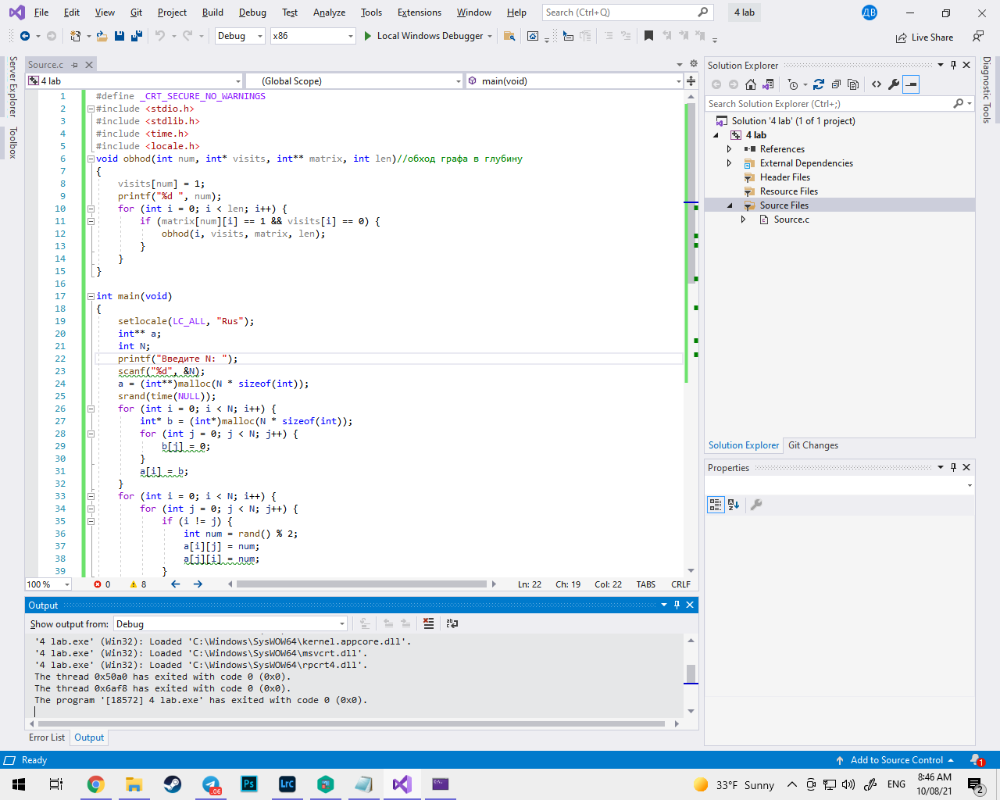 File Edit View Git Project Build Debug Test Analyze Tools Extensions Window Help Search (Ctrl+Q) 4 lab ДВ
Debug x86 Local Windows Debugger Live Share
Server Explorer
Toolbox
Source.c
4 lab (Global Scope) main(void)
1 #define _CRT_SECURE_NO_WARNINGS
2 #include <stdio.h>
3 #include <stdlib.h>
4 #include <time.h>
5 #include <locale.h>
6 void obhod(int num, int* visits, int** matrix, int len)//обход графа в глубину
7 {
8 visits[num] = 1;
9 printf("%d ", num);
10 for (int i = 0; i < len; i++) {
11 if (matrix[num][i] == 1 && visits[i] == 0) {
12 obhod(i, visits, matrix, len);
13 }
14 }
15 }
16
17 int main(void)
18 {
19 setlocale(LC_ALL, "Rus");
20 int** a;
21 int N;
22 printf("Введите N: ");
23 scanf("%d", &N);
24 a = (int**)malloc(N * sizeof(int));
25 srand(time(NULL));
26 for (int i = 0; i < N; i++) {
27 int* b = (int*)malloc(N * sizeof(int));
28 for (int j = 0; j < N; j++) {
29 b[j] = 0;
30 }
31 a[i] = b;
32 }
33 for (int i = 0; i < N; i++) {
34 for (int j = 0; j < N; j++) {
35 if (i != j) {
36 int num = rand() % 2;
37 a[i][j] = num;
38 a[j][i] = num;
39 }
100 % 0 8 Ln: 22 Ch: 19 Col: 22 TABS CRLF
Output
Show output from: Debug
'4 lab.exe' (Win32): Loaded 'C:\Windows\SysWOW64\kernel.appcore.dll'.
'4 lab.exe' (Win32): Loaded 'C:\Windows\SysWOW64\msvcrt.dll'.
'4 lab.exe' (Win32): Loaded 'C:\Windows\SysWOW64\rpcrt4.dll'.
The thread 0x50a0 has exited with code 0 (0x0).
The thread 0x6af8 has exited with code 0 (0x0).
The program '[18572] 4 lab.exe' has exited with code 0 (0x0).
Error List Output
Solution Explorer
Search Solution Explorer (Ctrl+;)
Solution '4 lab' (1 of 1 project)
4 lab
References
External Dependencies
Header Files
Resource Files
Source Files
Source.c
Solution Explorer Git Changes
Properties
Diagnostic Tools
Ready Add to Source Control 1
Ps Lrc .06 33°F Sunny ENG 8:46 AM
10/08/21 2